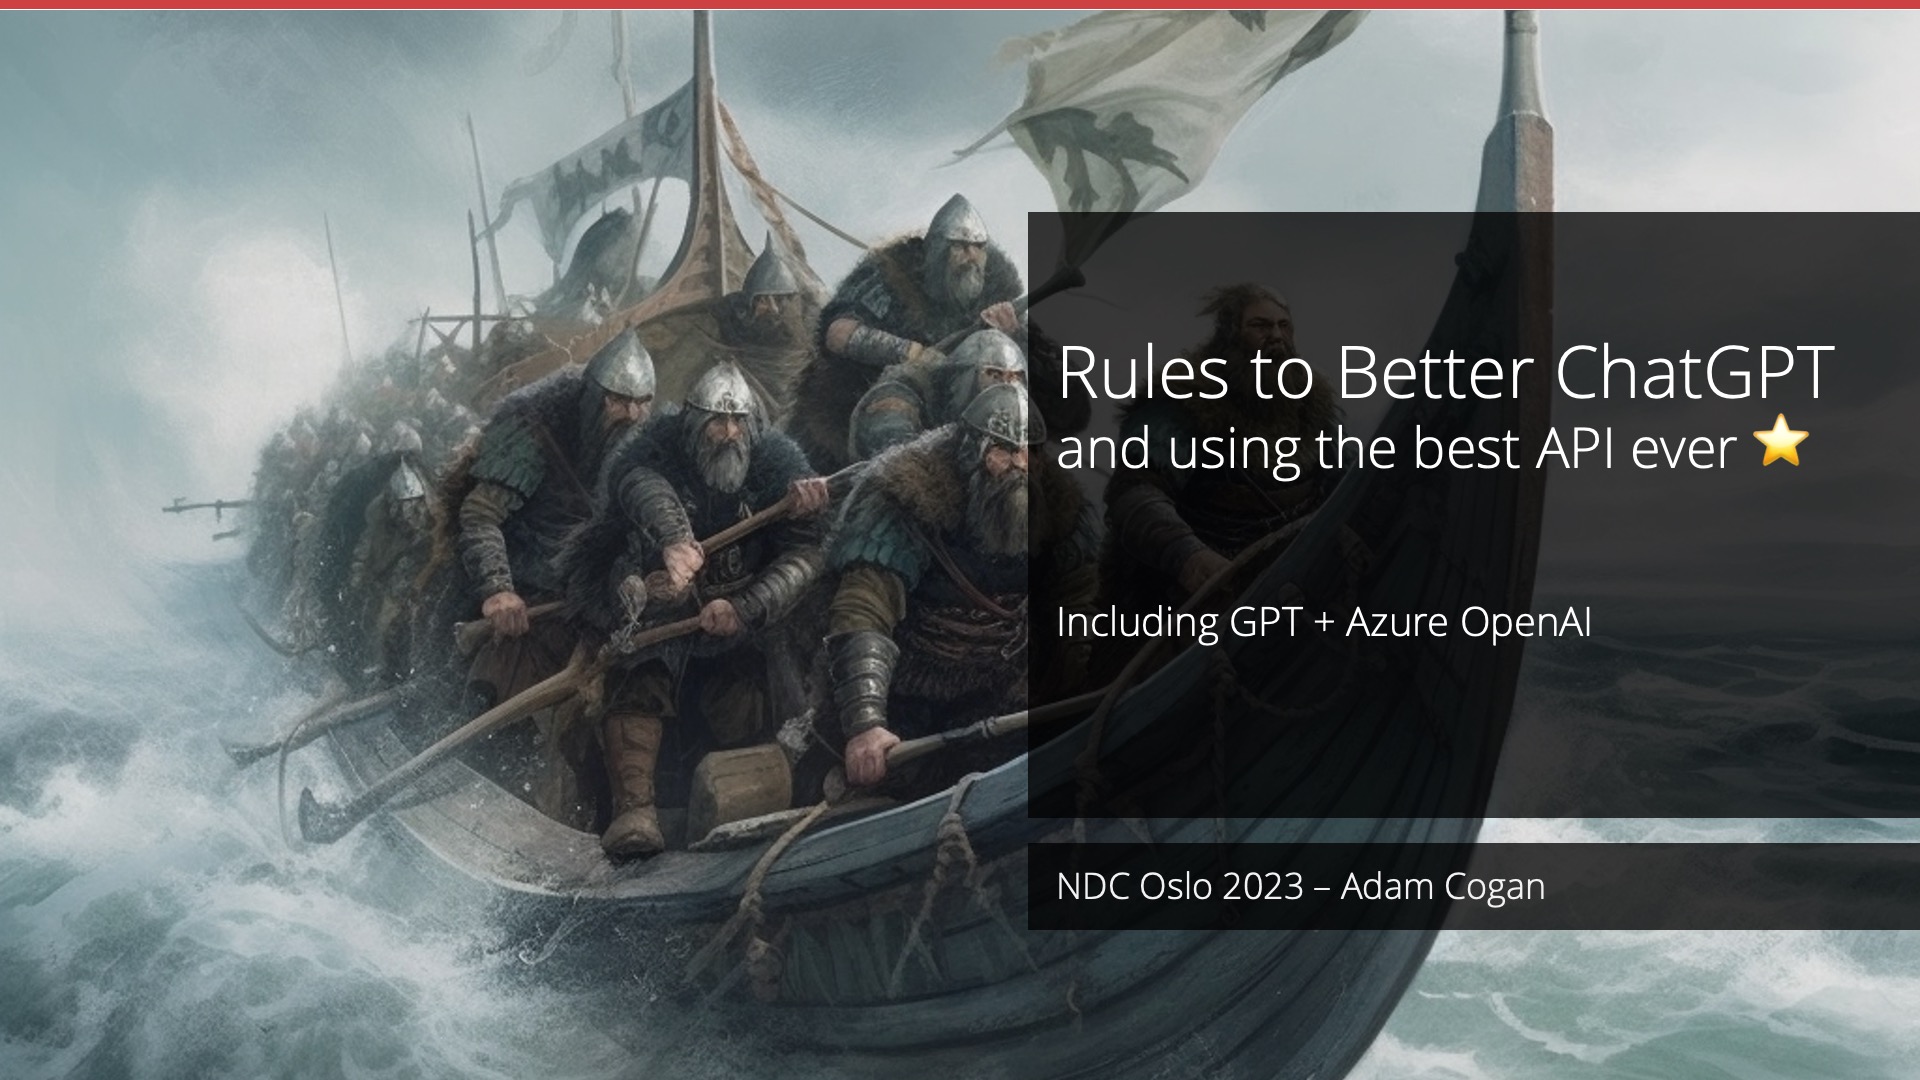 Rules to Better ChatGPT
and using the best API ever ⭐
Including GPT + Azure OpenAI
NDC Oslo 2023 – Adam Cogan